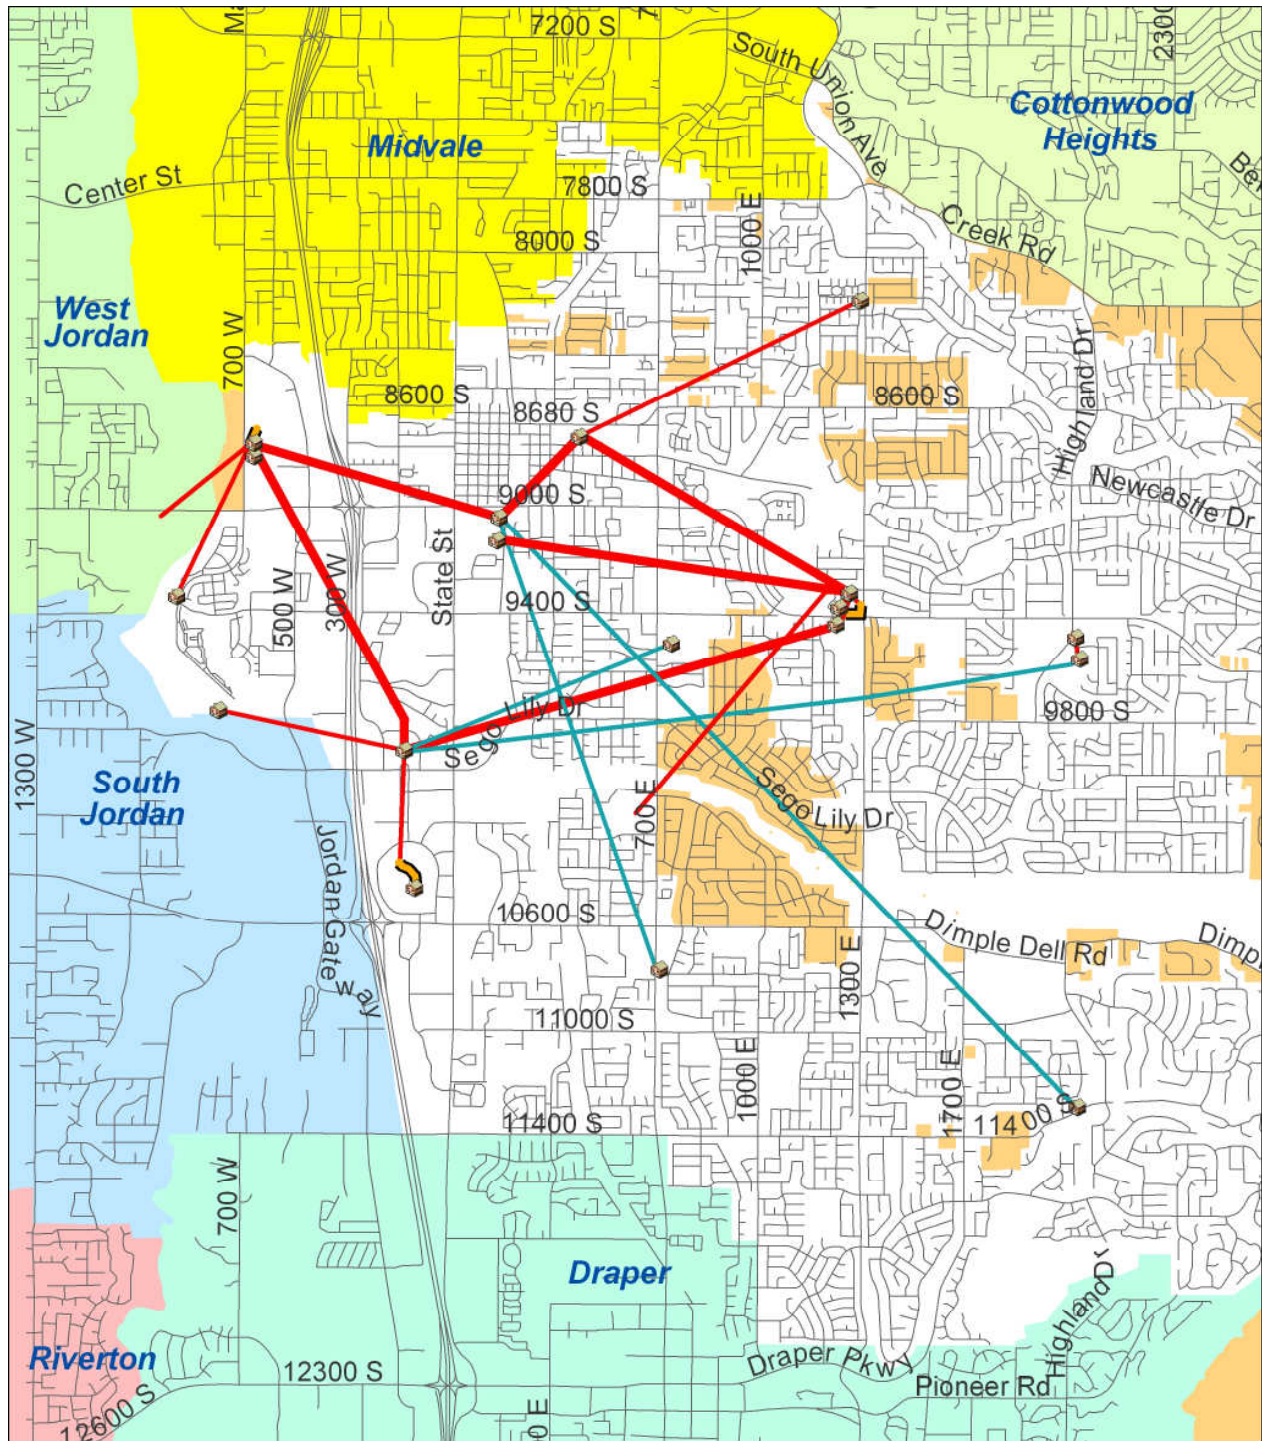 7200 S
South Union Ave
2300
Cottonwood
Heights
Midvale
Center St
7800 S
1000 E
8000 S
Creek Rd
West
Jordan
700 W
Highland Dr
8600 S
8600 S
8680 S
9000 S
Newcastle Dr
State St
500 W
300 W
9400 S
Sego Lily Dr
9800 S
1300 W
South
Jordan
700 E
Sego Lily Dr
Jordan Gateway
10600 S
Dimple Dell Rd
Dimpl
1300 E
11000 S
1000 E
1700 E
11400 S
11400 S
700 W
Draper
Highland Dr
Riverton
12300 S
Draper Pkwy
Pioneer Rd
12600 S
0 E